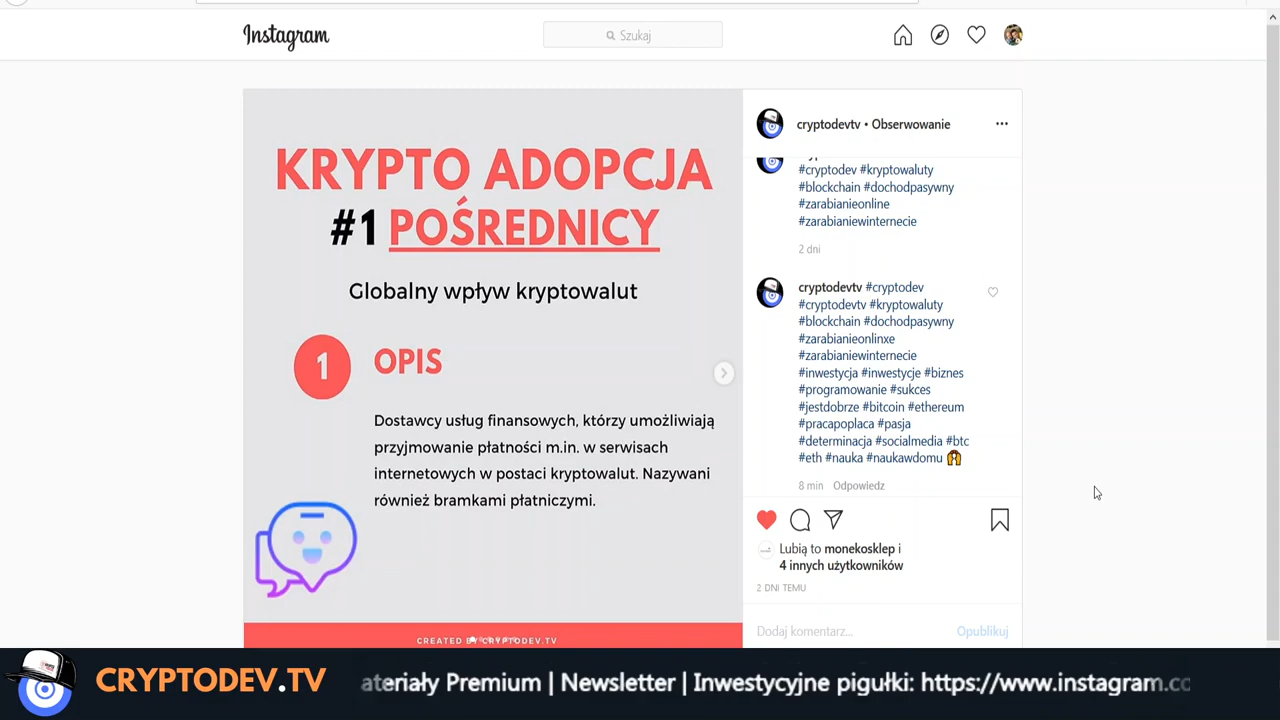 Instagram
Szukaj
KRYPTO ADOPCJA
#1 POŚREDNICY
Globalny wpływ kryptowalut
1 OPIS
Dostawcy usług finansowych, którzy umożliwiają
przyjmowanie płatności m.in. w serwisach
internetowych w postaci kryptowalut. Nazywani
również bramkami płatniczymi.
CREATED BY CRYPTODEV.TV
cryptodevtv • Obserwowanie
#cryptodev #kryptowaluty
#blockchain #dochodpasywny
#zarabianieonline
#zarabianiewinternecie
2 dni
cryptodevtv #cryptodev
#cryptodevtv #kryptowaluty
#blockchain #dochodpasywny
#zarabianieonlinxe
#zarabianiewinternecie
#inwestycja #inwestycje #biznes
#programowanie #sukces
#jestdobrze #bitcoin #ethereum
#pracapoplaca #pasja
#determinacja #socialmedia #btc
#eth #nauka #naukawdomu 🙌
8 min Odpowiedz
Lubią to monekosklep i
4 innych użytkowników
2 DNI TEMU
Dodaj komentarz... Opublikuj
CRYPTODEV.TV
ateriały Premium | Newsletter | Inwestycyjne pigułki: https://www.instagram.co